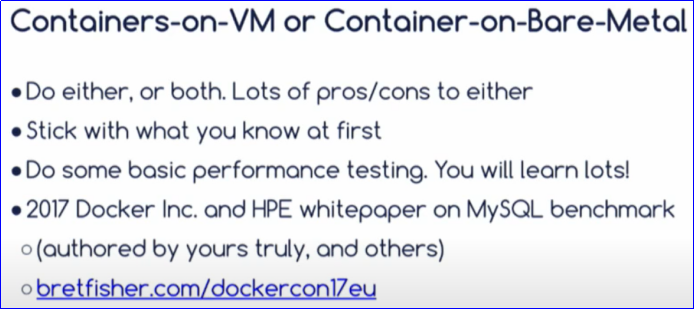 Containers-on-VM or Container-on-Bare-Metal
●Do either, or both. Lots of pros/cons to either
●Stick with what you know at first
●Do some basic performance testing. You will learn lots!
●2017 Docker Inc. and HPE whitepaper on MySQL benchmark
○(authored by yours truly, and others)
○bretfisher.com/dockercon17eu